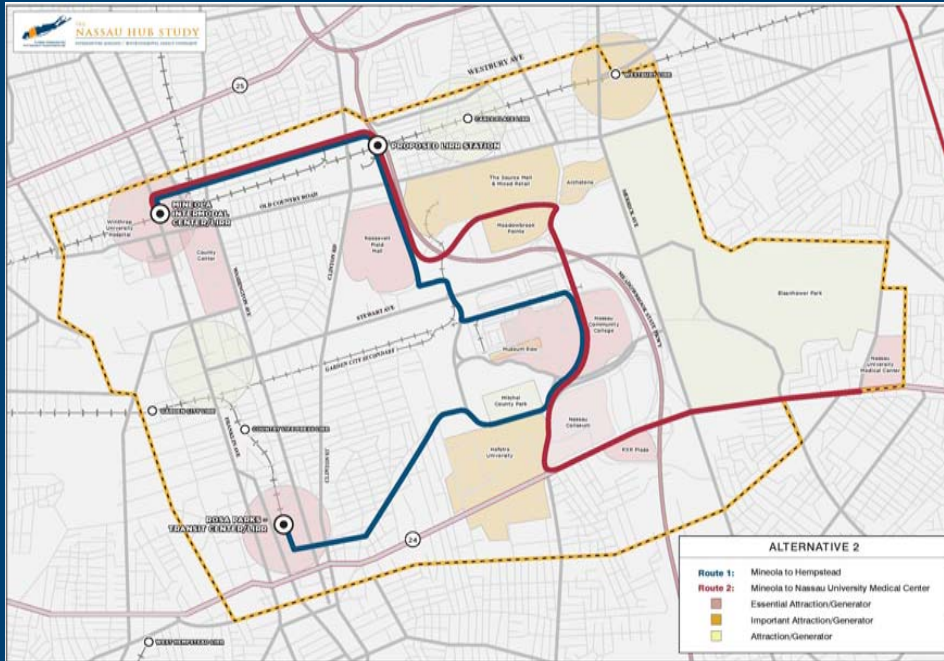 THE
NASSAU HUB STUDY
WESTBURY AVE
25
WESTBURY LIRR
CARLE PLACE LIRR
PROPOSED LIRR STATION
The Source Mall
& Mixed Retail
Archstone
OLD COUNTRY ROAD
MINEOLA
INTERMODAL
CENTER/LIRR
Winthrop
University
Hospital
County
Center
Roosevelt
Field
Mall
Meadowbrook
Pointe
MERRICK AVE
CLINTON RD
WASHINGTON AVE
STEWART AVE
MEADOWBROOK STATE PKWY
Eisenhower Park
Nassau
Community
College
Museum Row
GARDEN CITY SECONDARY
Nassau
University
Medical Center
Mitchel
County Park
GARDEN CITY LIRR
COUNTRY LIFE PRESS LIRR
FRANKLIN AVE
CLINTON ST
Nassau
Coliseum
Hofstra
University
RXR Plaza
ROSA PARKS -
TRANSIT CENTER/LIRR
24
WEST HEMPSTEAD LIRR
ALTERNATIVE 2
Route 1: Mineola to Hempstead
Route 2: Mineola to Nassau University Medical Center
Essential Attraction/Generator
Important Attraction/Generator
Attraction/Generator